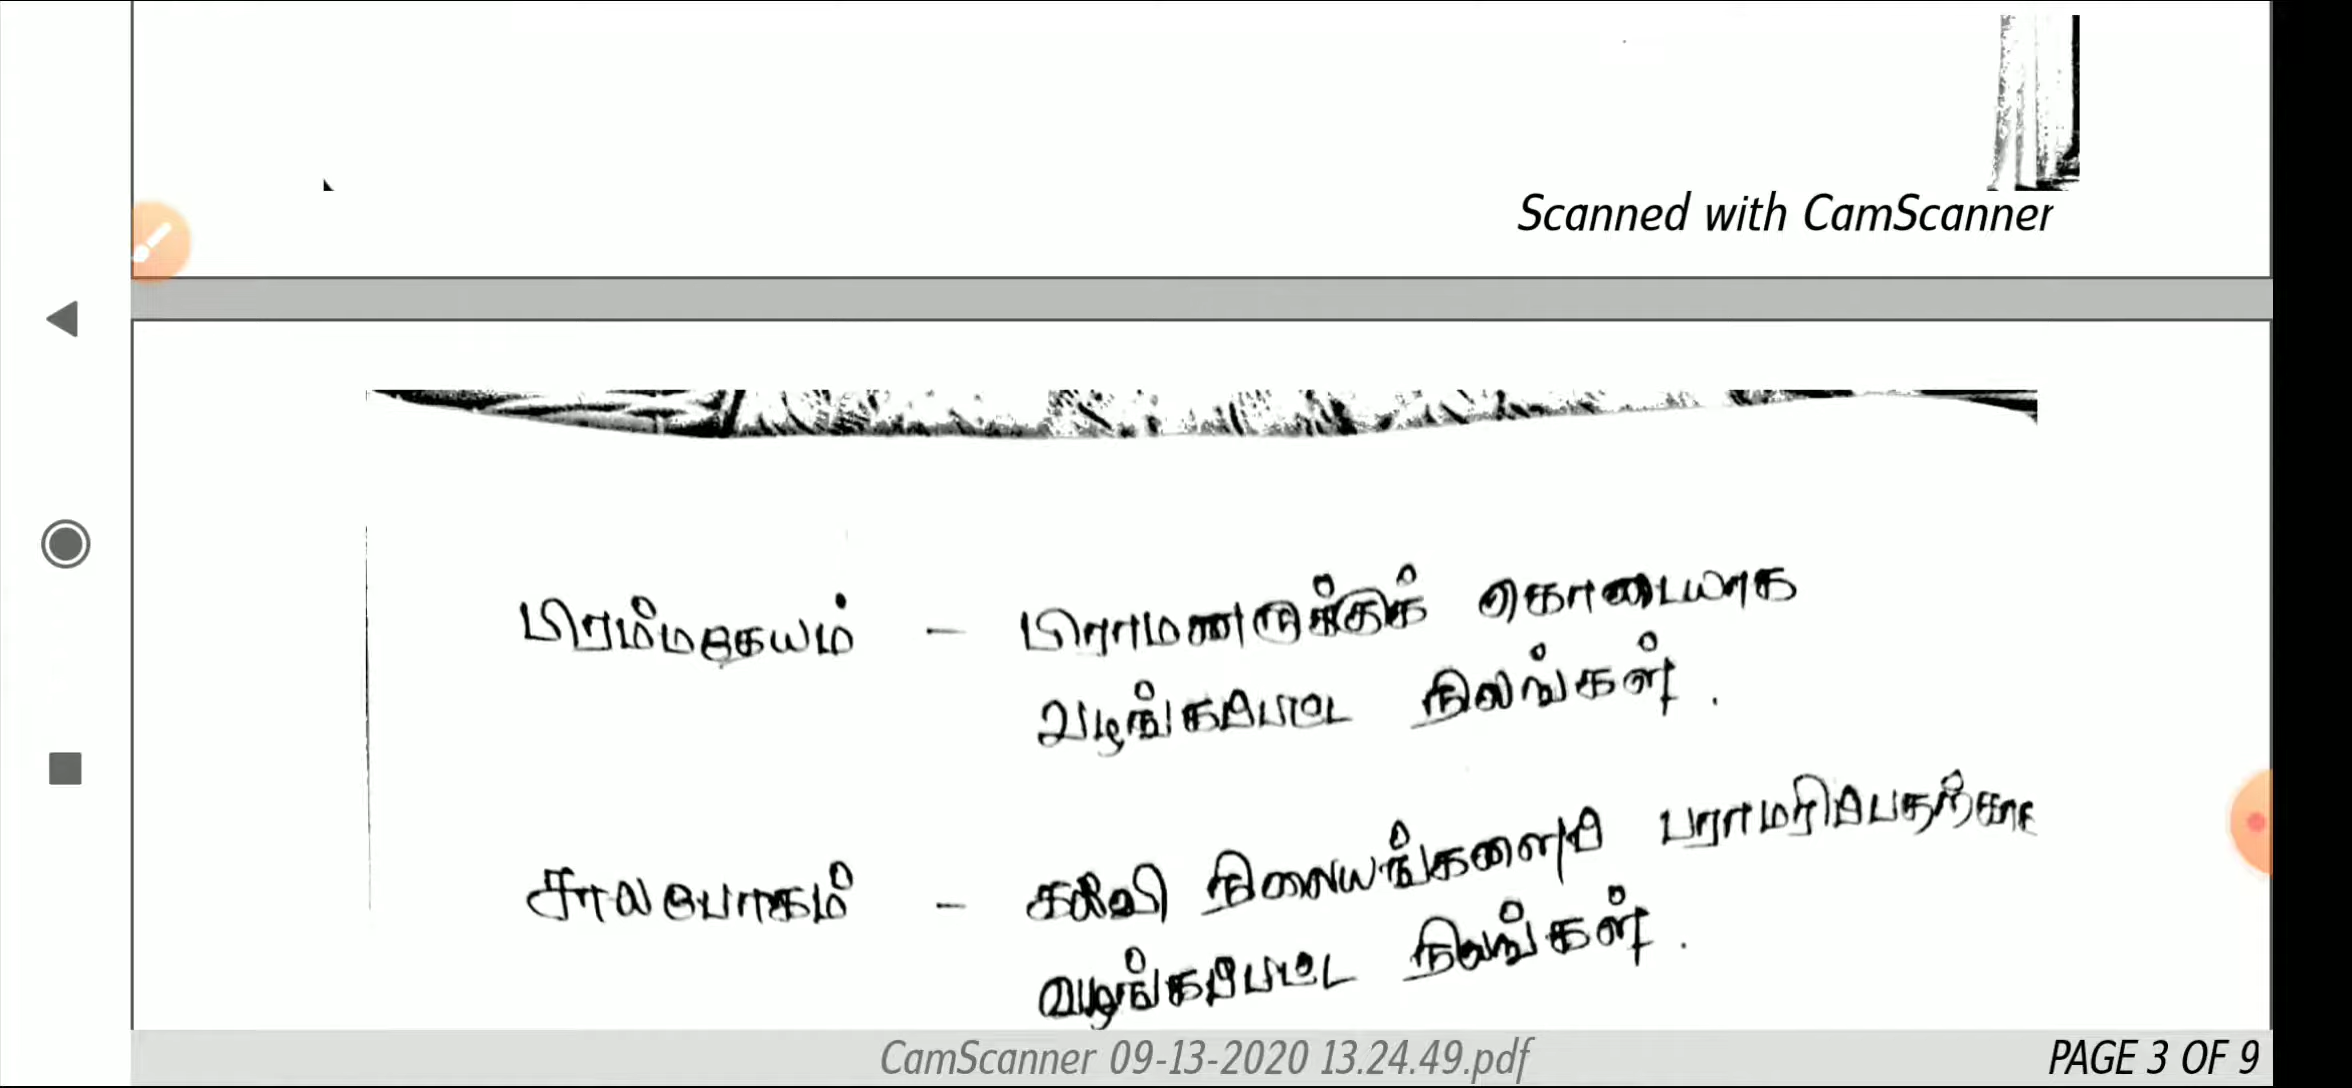 Scanned with CamScanner
பிரம்மதேயம் - பிராமணருக்குக் கொடையாக
வழங்கப்பட்ட நிலங்கள்.
சாலபோகம் - கல்வி நிலையங்களைப் பராமரிப்பதற்காக
வழங்கப்பட்ட நிலங்கள்.
CamScanner 09-13-2020 13.24.49.pdf
PAGE 3 OF 9